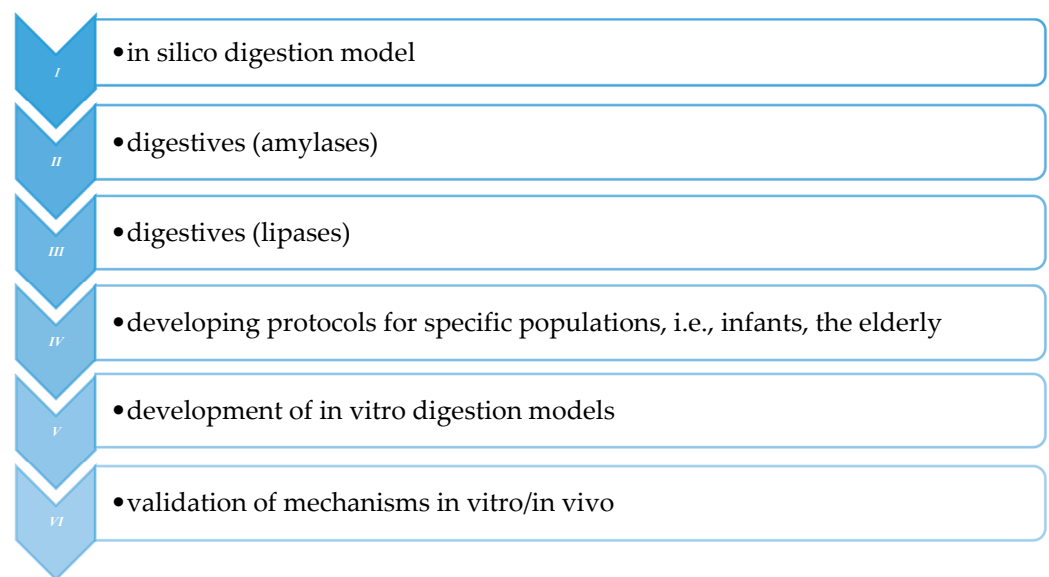 I
•in silico digestion model
II
•digestives (amylases)
III
•digestives (lipases)
IV
•developing protocols for specific populations, i.e., infants, the elderly
V
•development of in vitro digestion models
VI
•validation of mechanisms in vitro/in vivo